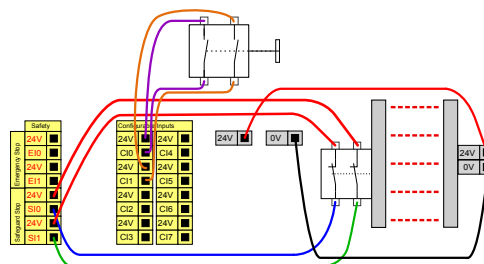 Safety
Emergency Stop
24V
EI0
24V
EI1
Safeguard Stop
24V
SI0
24V
SI1
Configurable Inputs
24V 24V
CI0 CI4
24V 24V
CI1 CI5
24V 24V
CI2 CI6
24V 24V
CI3 CI7
24V 0V
24V
0V